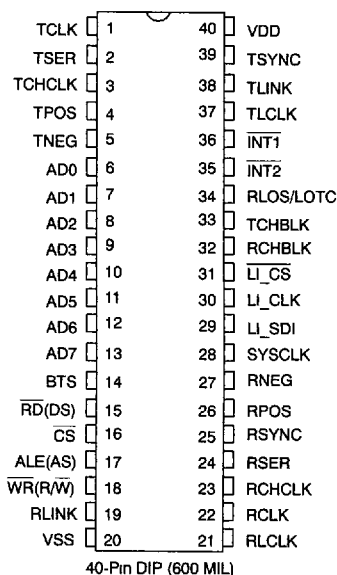 TCLK 1 40 VDD
TSER 2 39 TSYNC
TCHCLK 3 38 TLINK
TPOS 4 37 TLCLK
TNEG 5 36 INT1
AD0 6 35 INT2
AD1 7 34 RLOS/LOTC
AD2 8 33 TCHBLK
AD3 9 32 RCHBLK
AD4 10 31 LI_CS
AD5 11 30 LI_CLK
AD6 12 29 LI_SDI
AD7 13 28 SYSCLK
BTS 14 27 RNEG
RD(DS) 15 26 RPOS
CS 16 25 RSYNC
ALE(AS) 17 24 RSER
WR(R/W) 18 23 RCHCLK
RLINK 19 22 RCLK
VSS 20 21 RLCLK
40-Pin DIP (600 MIL)